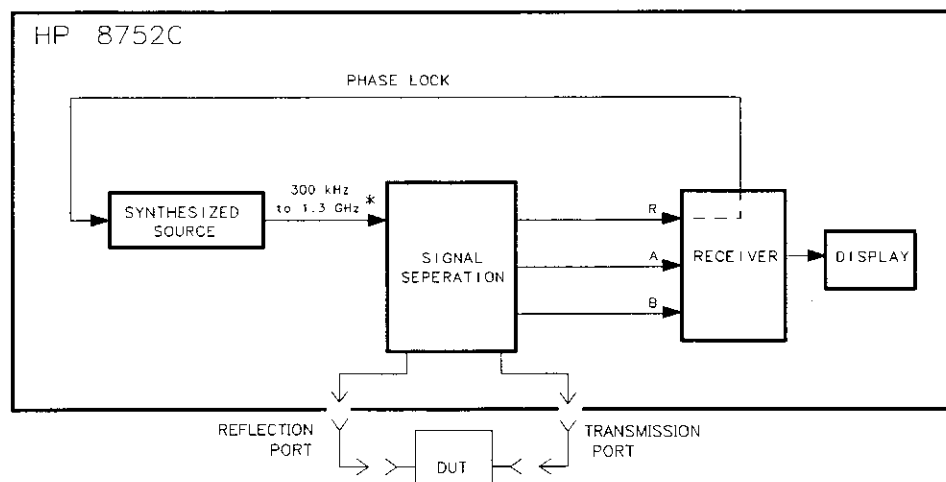 HP 8752C
PHASE LOCK
300 kHz
to 1.3 GHz *
SYNTHESIZED
SOURCE
SIGNAL
SEPERATION
R
A
B
RECEIVER
DISPLAY
REFLECTION
PORT
DUT
TRANSMISSION
PORT